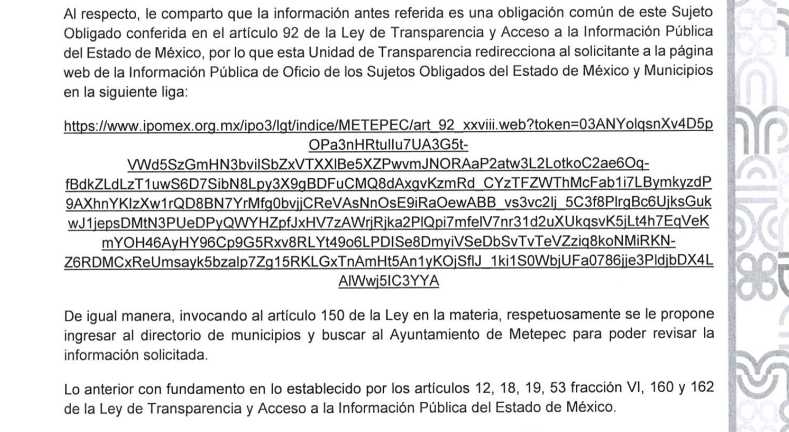 Al respecto, le comparto que la información antes referida es una obligación común de este Sujeto
Obligado conferida en el artículo 92 de la Ley de Transparencia y Acceso a la Información Pública
del Estado de México, por lo que esta Unidad de Transparencia redirecciona al solicitante a la página
web de la Información Pública de Oficio de los Sujetos Obligados del Estado de México y Municipios
en la siguiente liga:
https://www.ipomex.org.mx/ipo3/lgt/indice/METEPEC/art_92_xxviii.web?token=03ANYolqsnXv4D5p
OPa3nHRtulIu7UA3G5t-
VWd5SzGmHN3bvilSbZxVTXXlBe5XZPwvmJNORAaP2atw3L2LotkoC2ae6Oq-
fBdkZLdLzT1uwS6D7SibN8Lpy3X9gBDFuCMQ8dAxgvKzmRd_CYzTFZWThMcFab1i7LBymkyzdP
9AXhnYKlzXw1rQD8BN7YrMfg0bvjjCReVAsNnOsE9iRaOewABB_vs3vc2lj_5C3f8PlrgBc6UjksGuk
wJ1jepsDMtN3PUeDPyQWYHZpfJxHV7zAWrjRjka2PlQpi7mfelV7nr31d2uXUkqsvK5jLt4h7EqVeK
mYOH46AyHY96Cp9G5Rxv8RLYt49o6LPDISe8DmyiVSeDbSvTvTeVZziq8koNMiRKN-
Z6RDMCxReUmsayk5bzalp7Zg15RKLGxTnAmHt5An1yKOjSflJ_1ki1S0WbjUFa0786jje3PldjbDX4L
AlWwj5IC3YYA
De igual manera, invocando al artículo 150 de la Ley en la materia, respetuosamente se le propone
ingresar al directorio de municipios y buscar al Ayuntamiento de Metepec para poder revisar la
información solicitada.
Lo anterior con fundamento en lo establecido por los artículos 12, 18, 19, 53 fracción VI, 160 y 162
de la Ley de Transparencia y Acceso a la Información Pública del Estado de México.